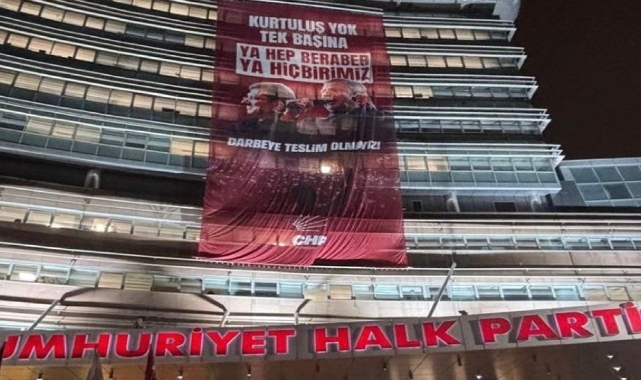 KURTULUŞ YOK
TEK BAŞINA
YA HEP BERABER
YA HİÇBİRİMİZ
DARBEYE TESLİM OLMAYIZ!
CHP
UMHURİYET HALK PARTİ